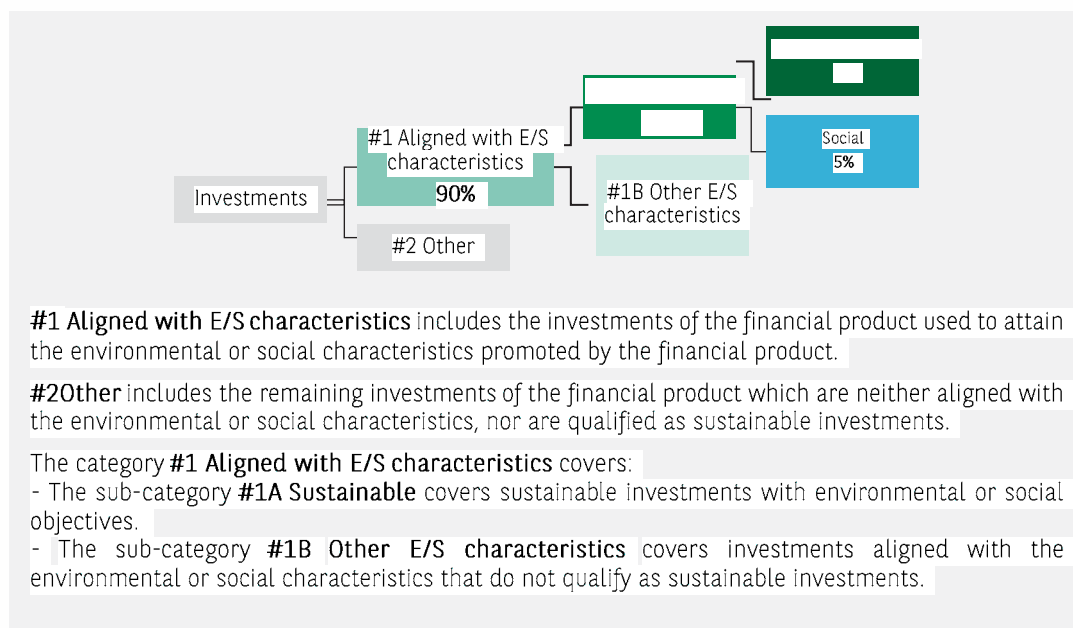 Social
5%
#1 Aligned with E/S
characteristics
90%
Investments
#1B Other E/S
characteristics
#2 Other
#1 Aligned with E/S characteristics includes the investments of the financial product used to attain
the environmental or social characteristics promoted by the financial product.
#2Other includes the remaining investments of the financial product which are neither aligned with
the environmental or social characteristics, nor are qualified as sustainable investments.
The category #1 Aligned with E/S characteristics covers:
- The sub-category #1A Sustainable covers sustainable investments with environmental or social
objectives.
- The sub-category #1B Other E/S characteristics covers investments aligned with the
environmental or social characteristics that do not qualify as sustainable investments.